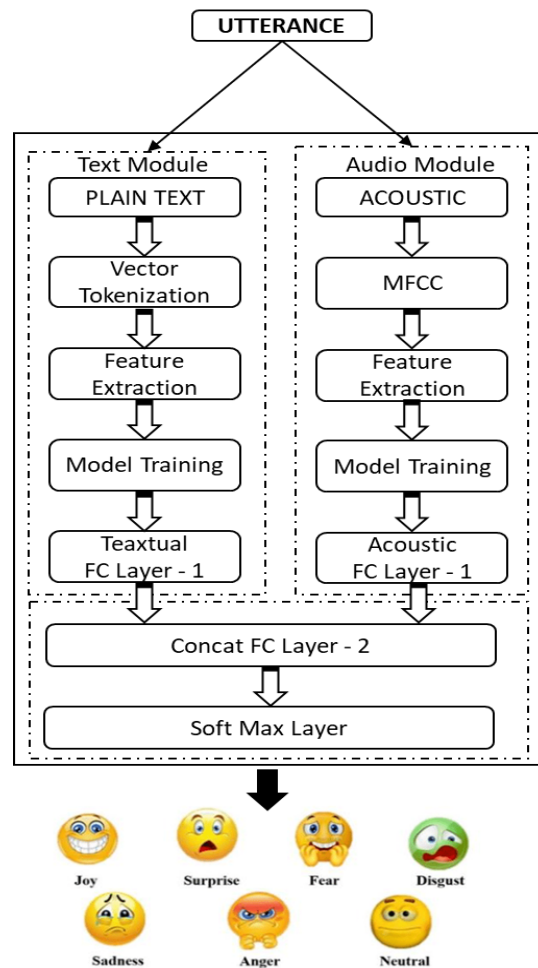 UTTERANCE
Text Module
PLAIN TEXT
Vector
Tokenization
Feature
Extraction
Model Training
Teaxtual
FC Layer - 1
Audio Module
ACOUSTIC
MFCC
Feature
Extraction
Model Training
Acoustic
FC Layer - 1
Concat FC Layer - 2
Soft Max Layer
Joy
Surprise
Fear
Disgust
Sadness
Anger
Neutral